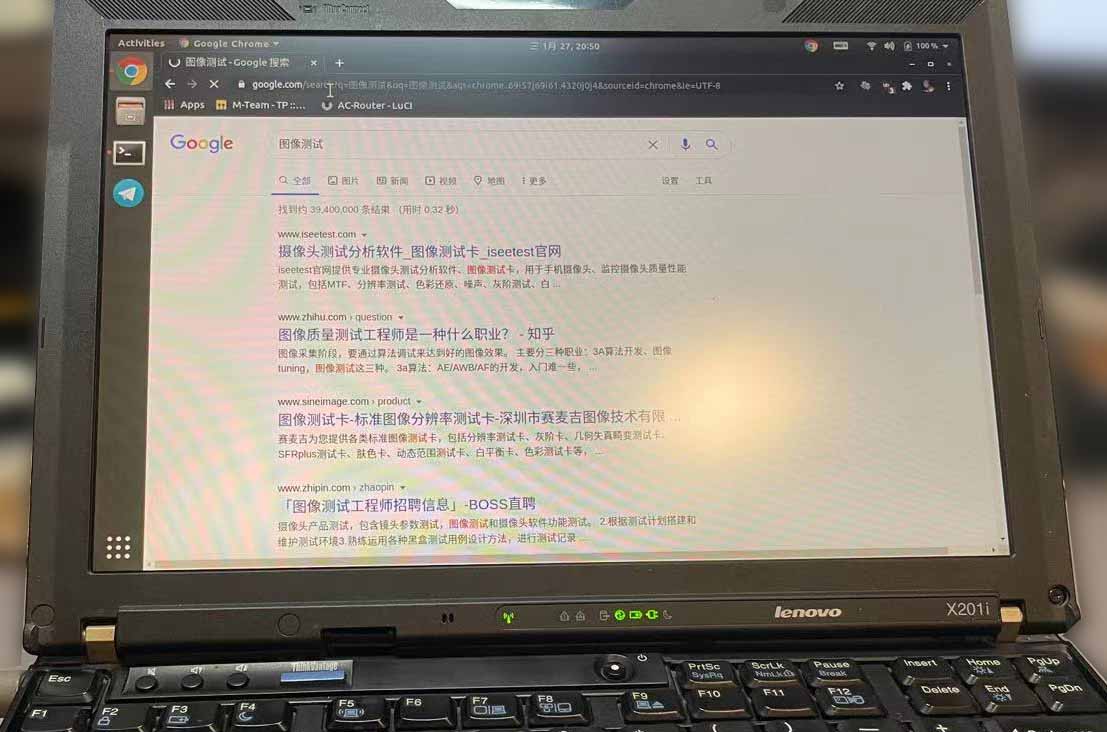 Activities Google Chrome 1月 27, 20:50 100 %
图像测试 - Google 搜索
google.com/search?q=图像测试&oq=图像测试&aqs=chrome..69i57j69i61.4320j0j4&sourceid=chrome&ie=UTF-8
Apps M-Team - TP ::... AC-Router - LuCI
Google 图像测试
全部 图片 新闻 视频 地图 更多 设置 工具
找到约 39,400,000 条结果 (用时 0.32 秒)
www.iseetest.com
摄像头测试分析软件_图像测试卡_iseetest官网
iseetest官网提供专业摄像头测试分析软件、图像测试卡，用于手机摄像头、监控摄像头质量性能
测试，包括MTF、分辨率测试、色彩还原、噪声、灰阶测试、白 ...
www.zhihu.com › question
图像质量测试工程师是一种什么职业？ - 知乎
图像采集阶段，要通过算法调试来达到好的图像效果。 主要分三种职业：3A算法开发、图像
tuning，图像测试这三种。 3a算法：AE/AWB/AF的开发，入门难一些， ...
www.sineimage.com › product
图像测试卡-标准图像分辨率测试卡-深圳市赛麦吉图像技术有限 ...
赛麦吉为您提供各类标准图像测试卡，包括分辨率测试卡、灰阶卡、几何失真畸变测试卡、
SFRplus测试卡、肤色卡、动态范围测试卡、白平衡卡、色彩测试卡等， ...
www.zhipin.com › zhaopin
「图像测试工程师招聘信息」-BOSS直聘
摄像头产品测试，包含镜头参数测试，图像测试和摄像头软件功能测试。 2.根据测试计划搭建和
维护测试环境3.熟练运用各种黑盒测试用例设计方法，进行测试记录 ...
lenovo X201i
ThinkVantage
Esc PrtSc SysRq ScrLk NmLk Pause Break Insert Home PgUp
F1 F2 F3 F4 F5 F6 F7 F8 F9 F10 F11 F12 Delete End PgDn